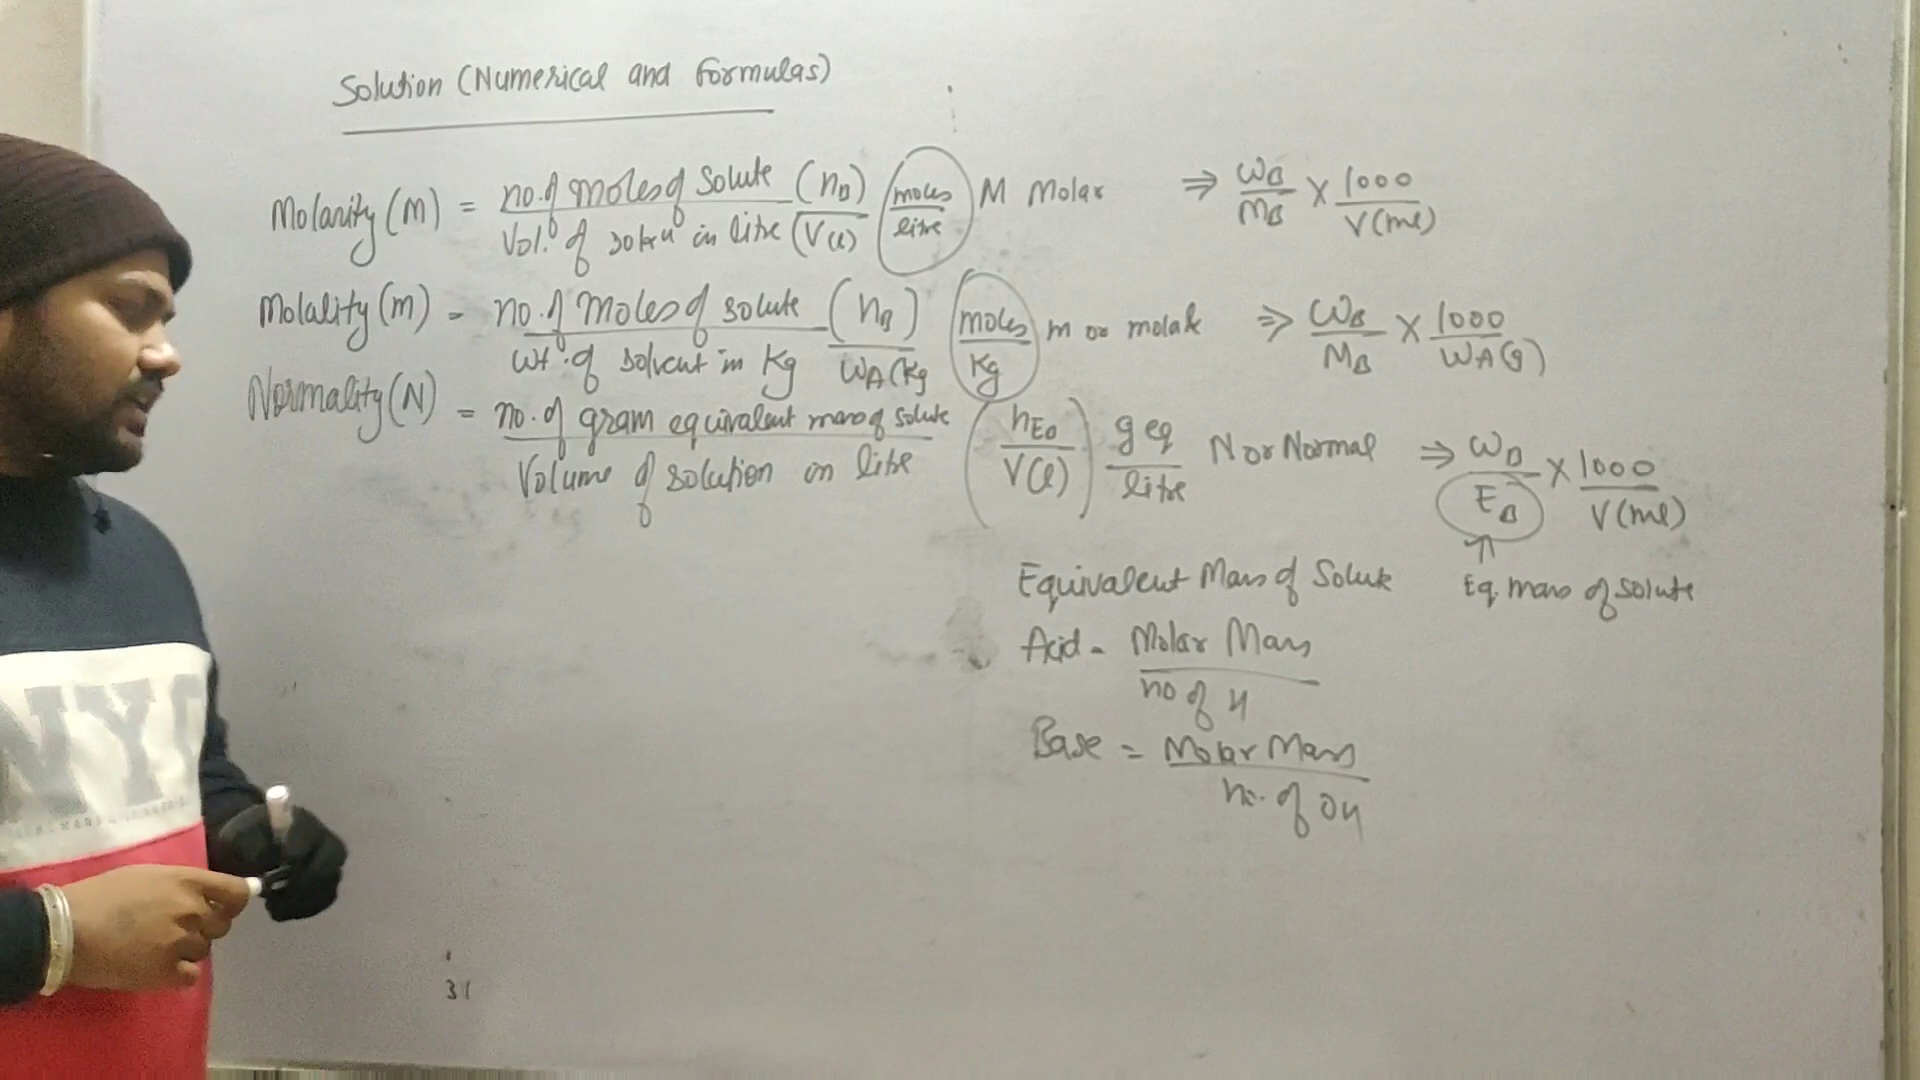 Solution (Numerical and Formulas)
Molarity (M) = no. of moles of Solute / Vol. of solun in litre (nB) / (V(l)) (moles / litre) M Molar ⇒ WB / MB × 1000 / V(ml)
Molality (m) = no. of Moles of solute / wt. of solvent in Kg (nB) / WA(Kg (moles / Kg) m or molal ⇒ WB / MB × 1000 / WA(g)
Normality (N) = no. of gram equivalent mass of solute / Volume of solution in litre (nEB / V(l)) g eq / litre N or Normal ⇒ WB / EB × 1000 / V(ml)
Equivalent Mass of Solute
Eq. mass of solute
Acid = Molar Mass / no of H
Base = Molar Mass / no. of OH
31
NY